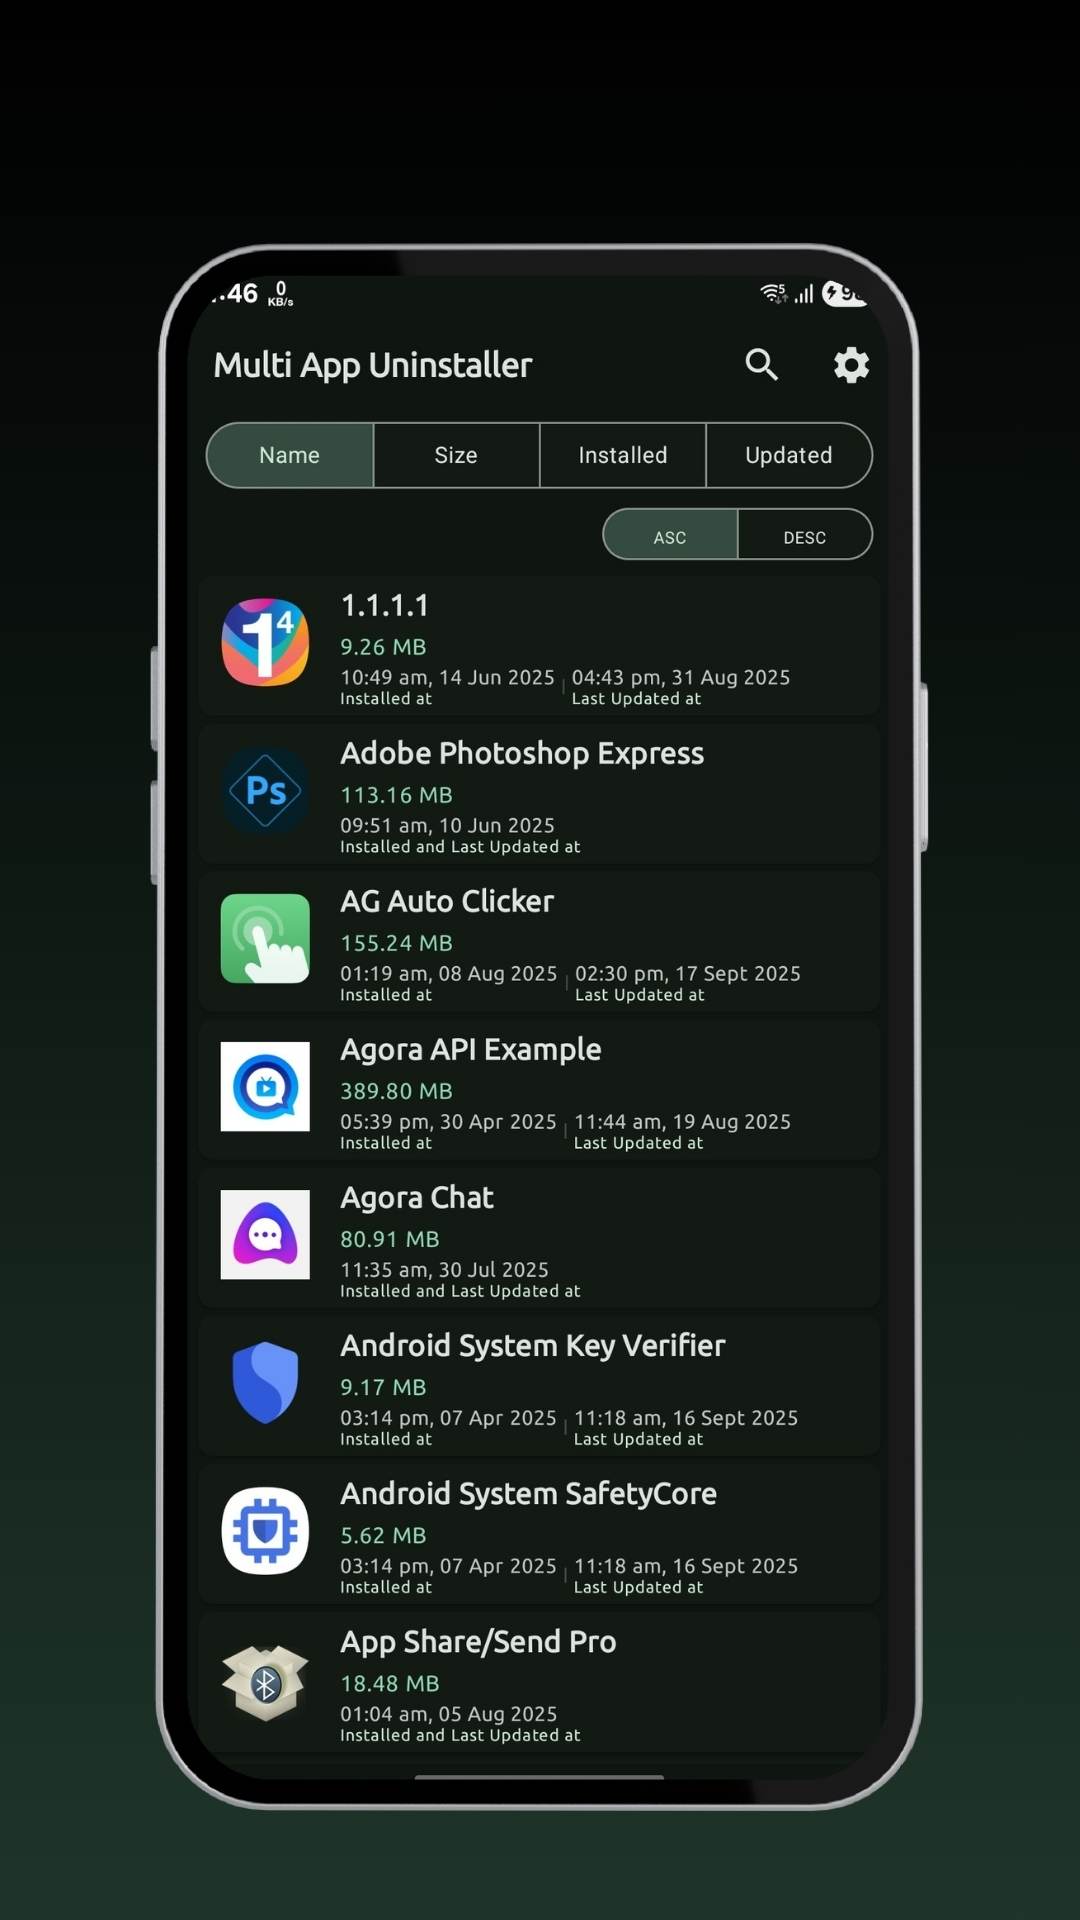 :46 0 KB/s 5
Multi App Uninstaller
Name Size Installed Updated
ASC DESC
1⁴
1.1.1.1
9.26 MB
10:49 am, 14 Jun 2025 | 04:43 pm, 31 Aug 2025
Installed at Last Updated at
Ps
Adobe Photoshop Express
113.16 MB
09:51 am, 10 Jun 2025
Installed and Last Updated at
AG Auto Clicker
155.24 MB
01:19 am, 08 Aug 2025 | 02:30 pm, 17 Sept 2025
Installed at Last Updated at
Agora API Example
389.80 MB
05:39 pm, 30 Apr 2025 | 11:44 am, 19 Aug 2025
Installed at Last Updated at
Agora Chat
80.91 MB
11:35 am, 30 Jul 2025
Installed and Last Updated at
Android System Key Verifier
9.17 MB
03:14 pm, 07 Apr 2025 | 11:18 am, 16 Sept 2025
Installed at Last Updated at
Android System SafetyCore
5.62 MB
03:14 pm, 07 Apr 2025 | 11:18 am, 16 Sept 2025
Installed at Last Updated at
App Share/Send Pro
18.48 MB
01:04 am, 05 Aug 2025
Installed and Last Updated at